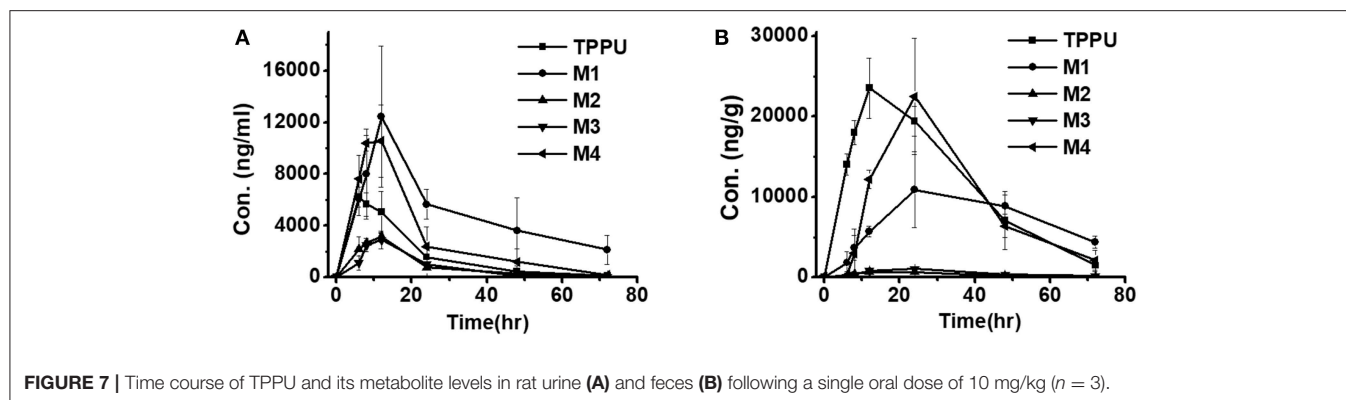 A
Con. (ng/ml)
16000
12000
8000
4000
0
0 20 40 60 80
Time(hr)
TPPU
M1
M2
M3
M4
B
Con. (ng/g)
30000
20000
10000
0
0 20 40 60 80
Time(hr)
TPPU
M1
M2
M3
M4
FIGURE 7 | Time course of TPPU and its metabolite levels in rat urine (A) and feces (B) following a single oral dose of 10 mg/kg (n = 3).